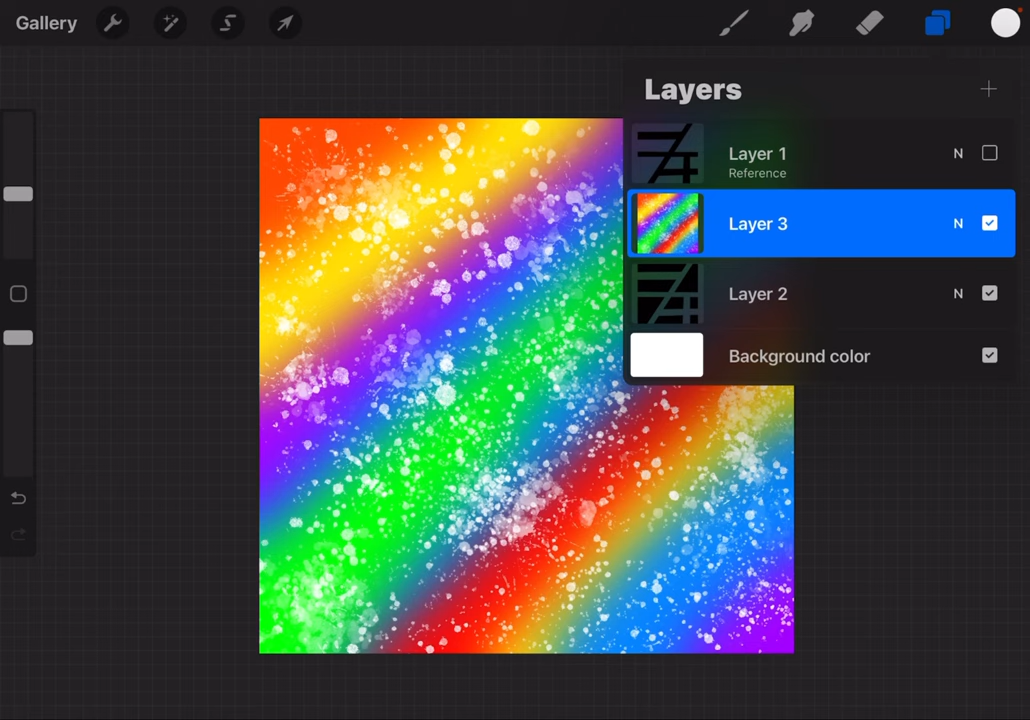 Gallery
Layers
Layer 1
N
Reference
Layer 3
N
Layer 2
N
Background color